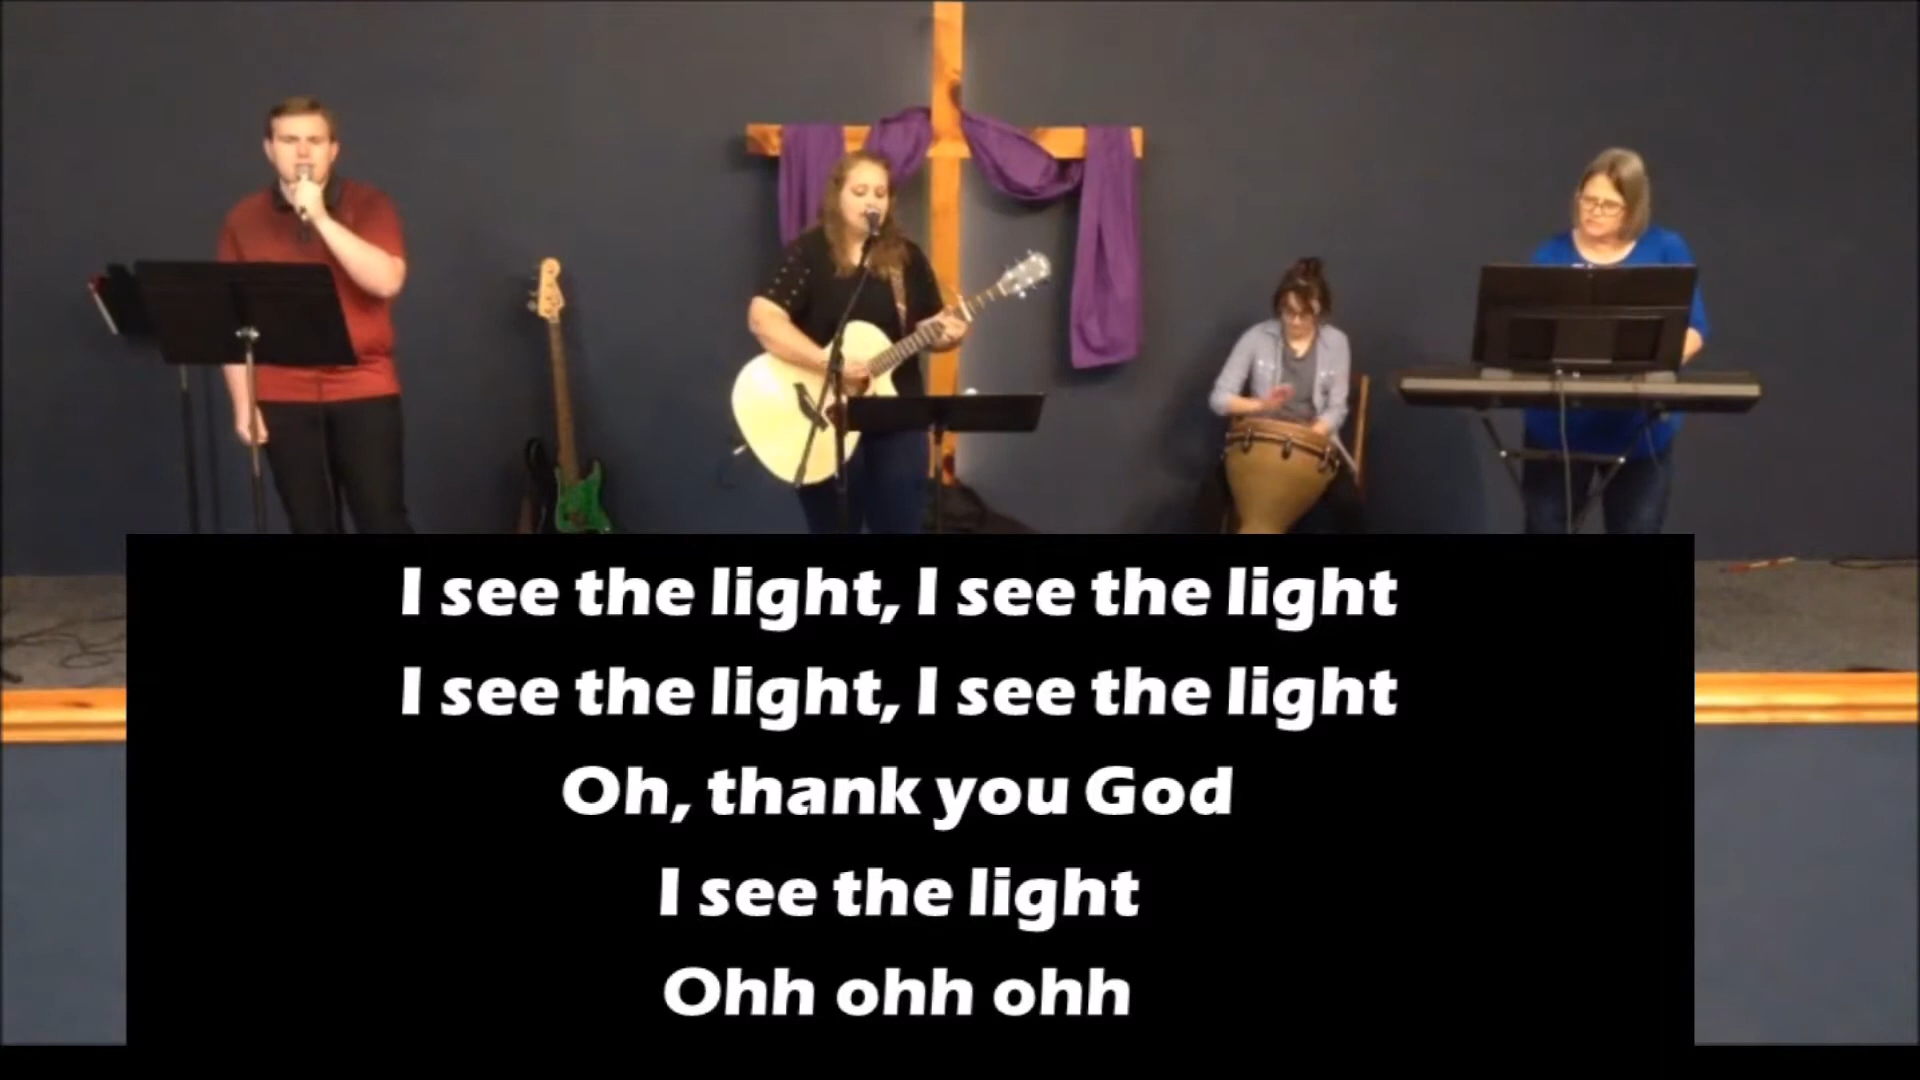 I see the light, I see the light
I see the light, I see the light
Oh, thank you God
I see the light
Ohh ohh ohh